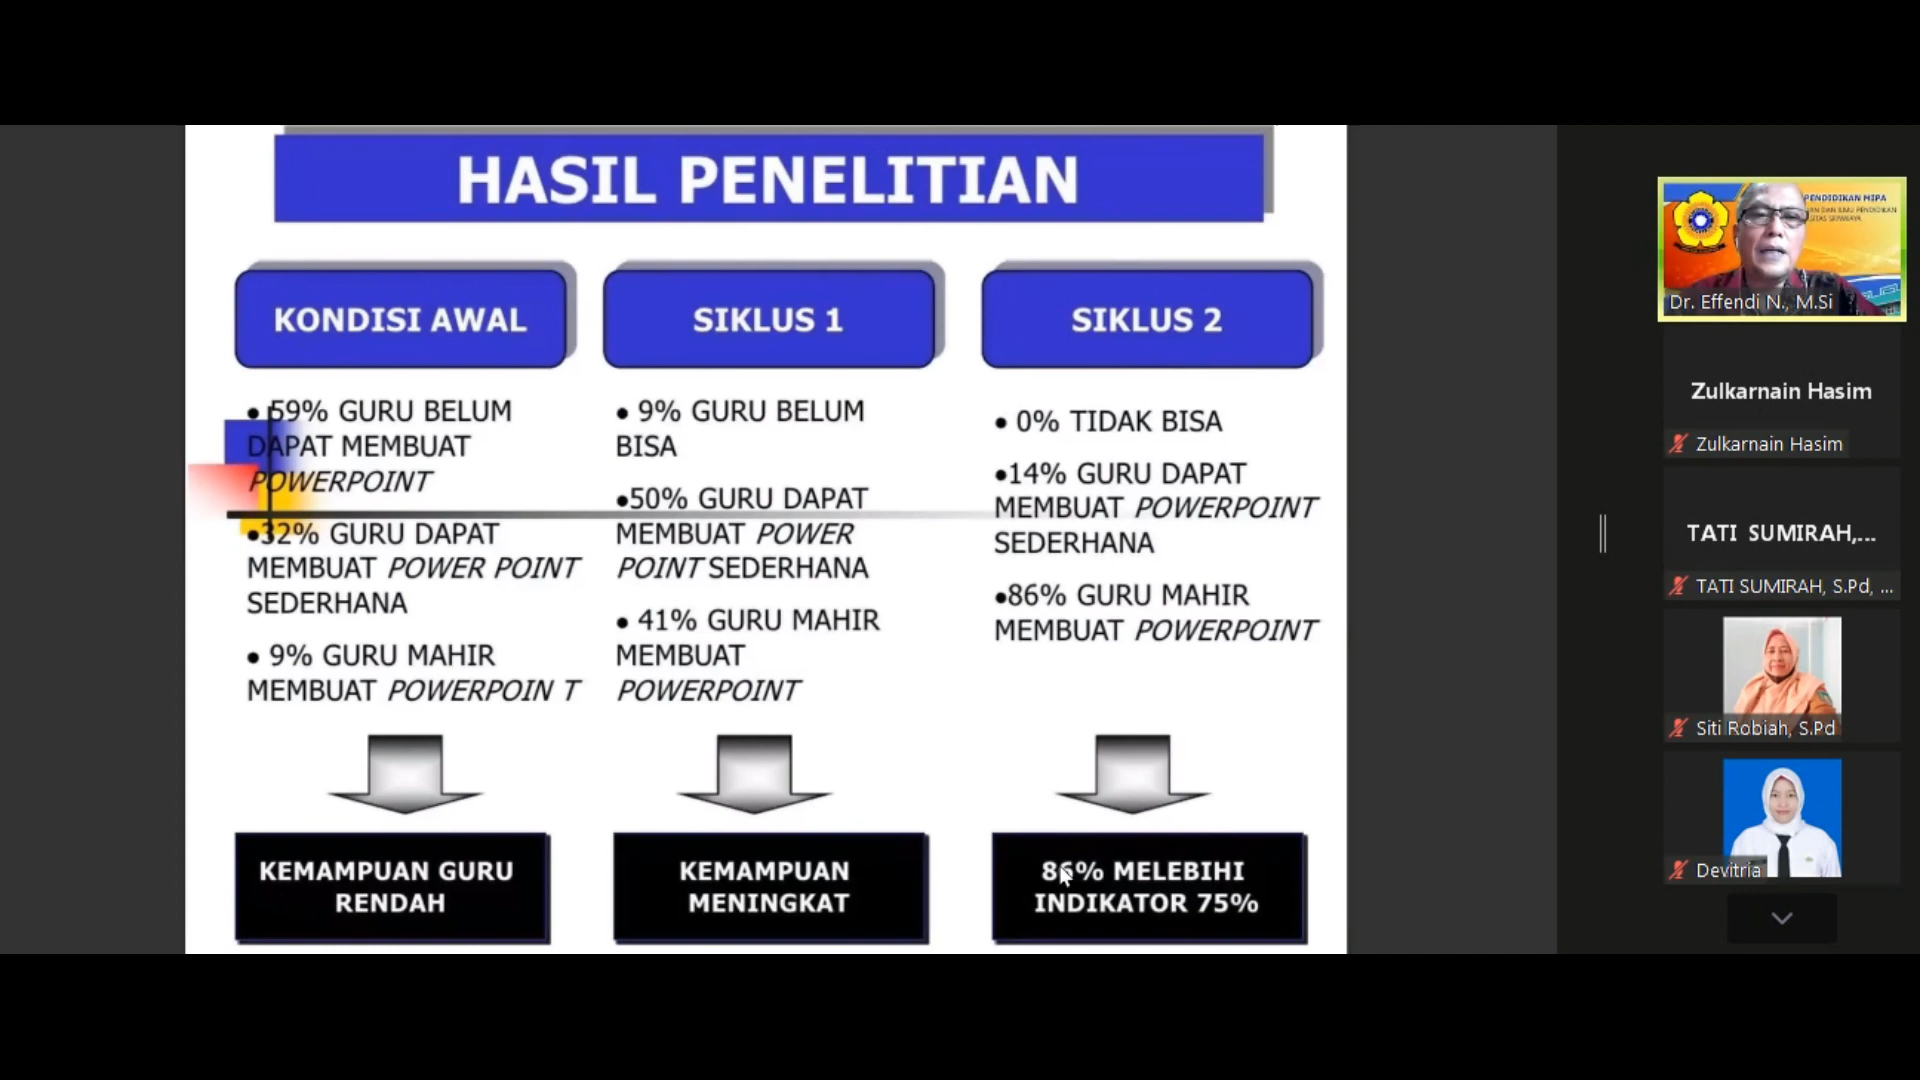 HASIL PENELITIAN
KONDISI AWAL
• 59% GURU BELUM
DAPAT MEMBUAT
POWERPOINT
•32% GURU DAPAT
MEMBUAT POWER POINT
SEDERHANA
• 9% GURU MAHIR
MEMBUAT POWERPOIN T
KEMAMPUAN GURU
RENDAH
SIKLUS 1
• 9% GURU BELUM
BISA
•50% GURU DAPAT
MEMBUAT POWER
POINT SEDERHANA
• 41% GURU MAHIR
MEMBUAT
POWERPOINT
KEMAMPUAN
MENINGKAT
SIKLUS 2
• 0% TIDAK BISA
•14% GURU DAPAT
MEMBUAT POWERPOINT
SEDERHANA
•86% GURU MAHIR
MEMBUAT POWERPOINT
86% MELEBIHI
INDIKATOR 75%
PENDIDIKAN MIPA
DAN ILMU PENDIDIKAN
Dr. Effendi N., M.Si
Zulkarnain Hasim
Zulkarnain Hasim
TATI SUMIRAH,...
TATI SUMIRAH, S.Pd, ...
Siti Robiah, S.Pd
Devitria